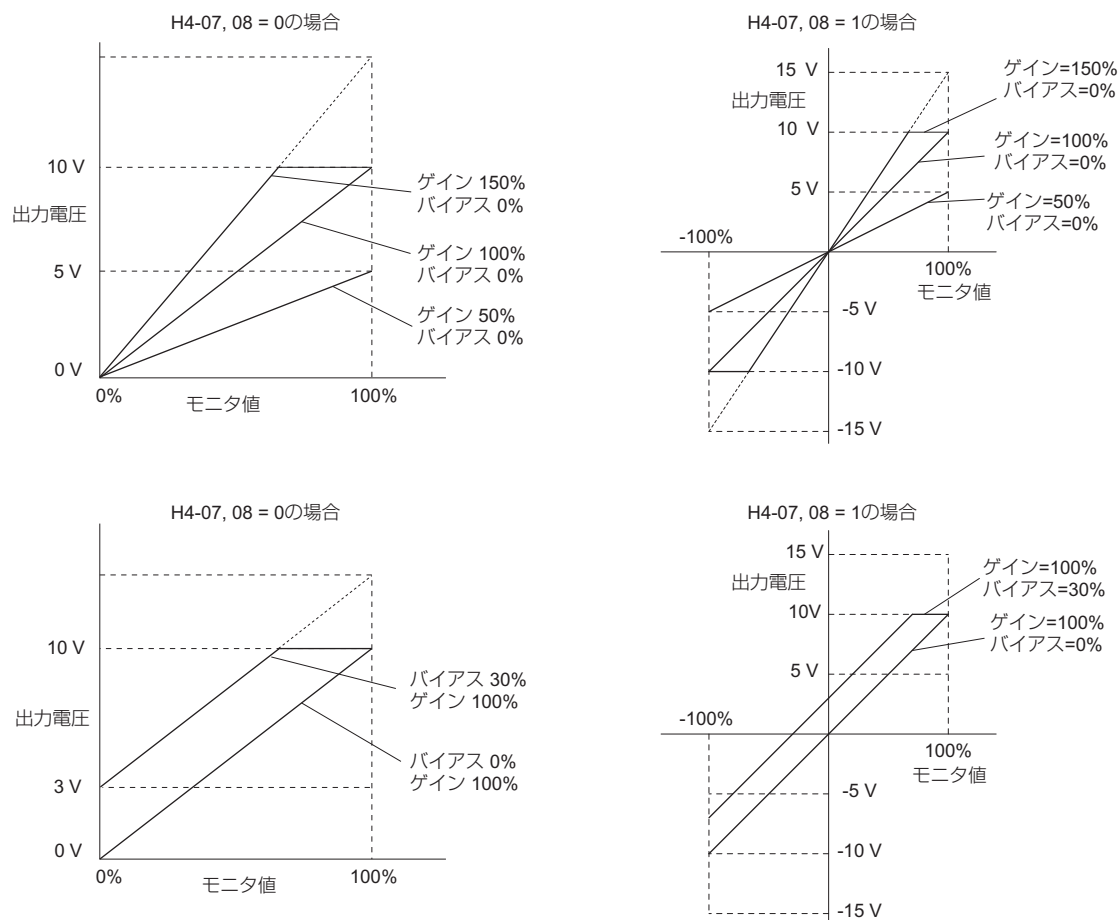 H4-07, 08 = 0の場合
10 V
出力電圧
5 V
0 V
0%
モニタ値
100%
ゲイン 150%
バイアス 0%
ゲイン 100%
バイアス 0%
ゲイン 50%
バイアス 0%
H4-07, 08 = 1の場合
15 V
出力電圧
10 V
5 V
-100%
100%
モニタ値
-5 V
-10 V
-15 V
ゲイン=150%
バイアス=0%
ゲイン=100%
バイアス=0%
ゲイン=50%
バイアス=0%
H4-07, 08 = 0の場合
10 V
出力電圧
3 V
0 V
0%
モニタ値
100%
バイアス 30%
ゲイン 100%
バイアス 0%
ゲイン 100%
H4-07, 08 = 1の場合
15 V
出力電圧
10V
5 V
-100%
100%
モニタ値
-5 V
-10 V
-15 V
ゲイン=100%
バイアス=30%
ゲイン=100%
バイアス=0%